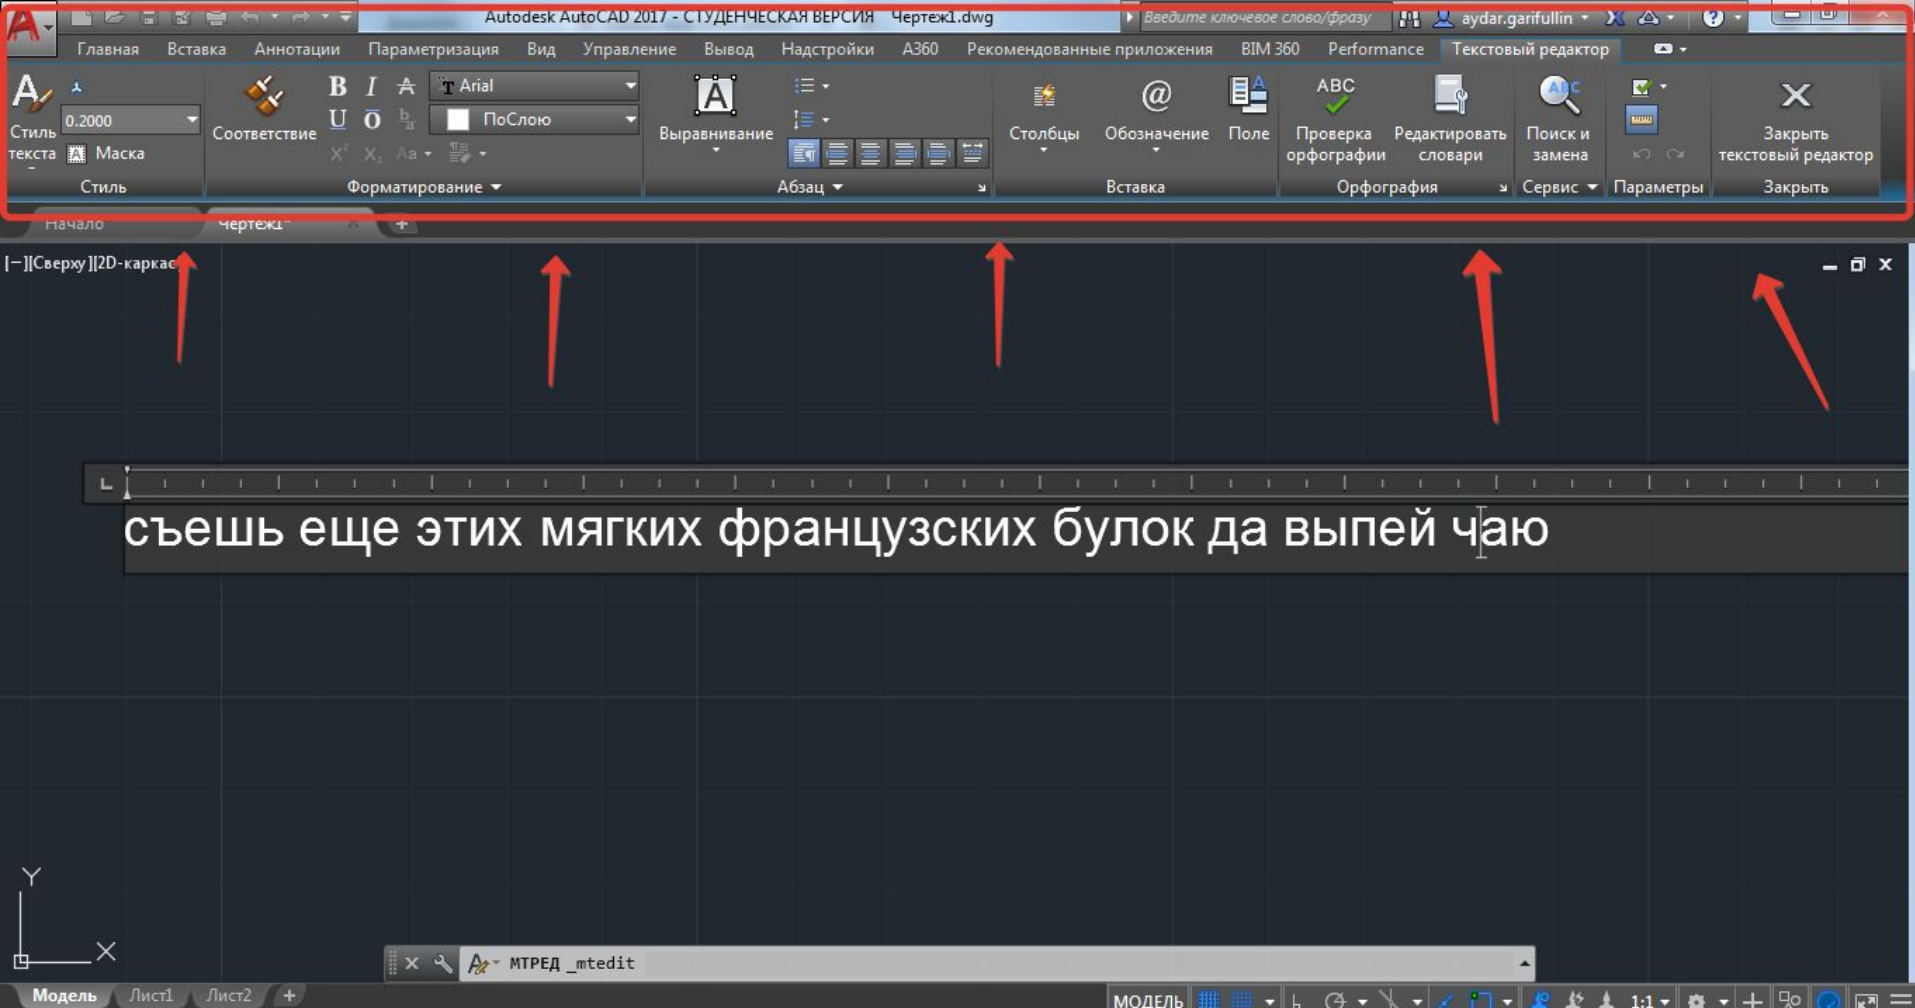 Autodesk AutoCAD 2017 - СТУДЕНЧЕСКАЯ ВЕРСИЯ Чертеж1.dwg
Введите ключевое слово/фразу
aydar.garifullin
Главная Вставка Аннотации Параметризация Вид Управление Вывод Надстройки A360 Рекомендованные приложения BIM 360 Performance Текстовый редактор
Стиль текста
0.2000
Маска
Стиль
Соответствие
B I A Arial
U O b/a ПоСлою
X² X₂ Aa
Форматирование
A
Выравнивание
Абзац
Столбцы
@
Обозначение
Поле
Вставка
ABC
Проверка орфографии
Редактировать словари
Орфография
ABC
Поиск и замена
Сервис
Параметры
Закрыть текстовый редактор
Закрыть
Начало Чертеж1* +
[−][Сверху][2D-каркас
съешь еще этих мягких французских булок да выпей чаю
Y
X
МТРЕД _mtedit
Модель Лист1 Лист2 +
МОДЕЛЬ 1:1